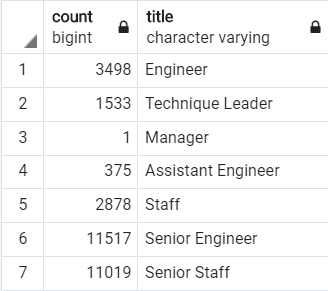 count title
bigint character varying
1 3498 Engineer
2 1533 Technique Leader
3 1 Manager
4 375 Assistant Engineer
5 2878 Staff
6 11517 Senior Engineer
7 11019 Senior Staff